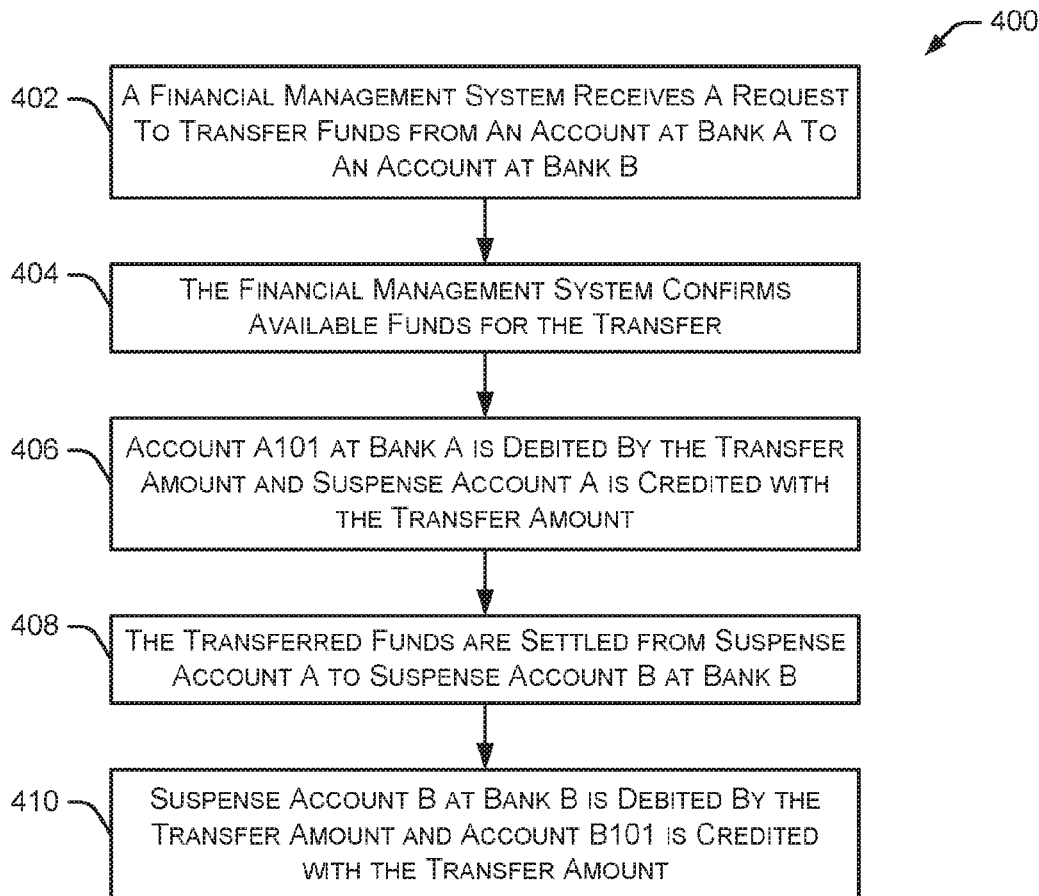 400
402
A FINANCIAL MANAGEMENT SYSTEM RECEIVES A REQUEST
TO TRANSFER FUNDS FROM AN ACCOUNT AT BANK A TO
AN ACCOUNT AT BANK B
404
THE FINANCIAL MANAGEMENT SYSTEM CONFIRMS
AVAILABLE FUNDS FOR THE TRANSFER
406
ACCOUNT A101 AT BANK A IS DEBITED BY THE TRANSFER
AMOUNT AND SUSPENSE ACCOUNT A IS CREDITED WITH
THE TRANSFER AMOUNT
408
THE TRANSFERRED FUNDS ARE SETTLED FROM SUSPENSE
ACCOUNT A TO SUSPENSE ACCOUNT B AT BANK B
410
SUSPENSE ACCOUNT B AT BANK B IS DEBITED BY THE
TRANSFER AMOUNT AND ACCOUNT B101 IS CREDITED
WITH THE TRANSFER AMOUNT